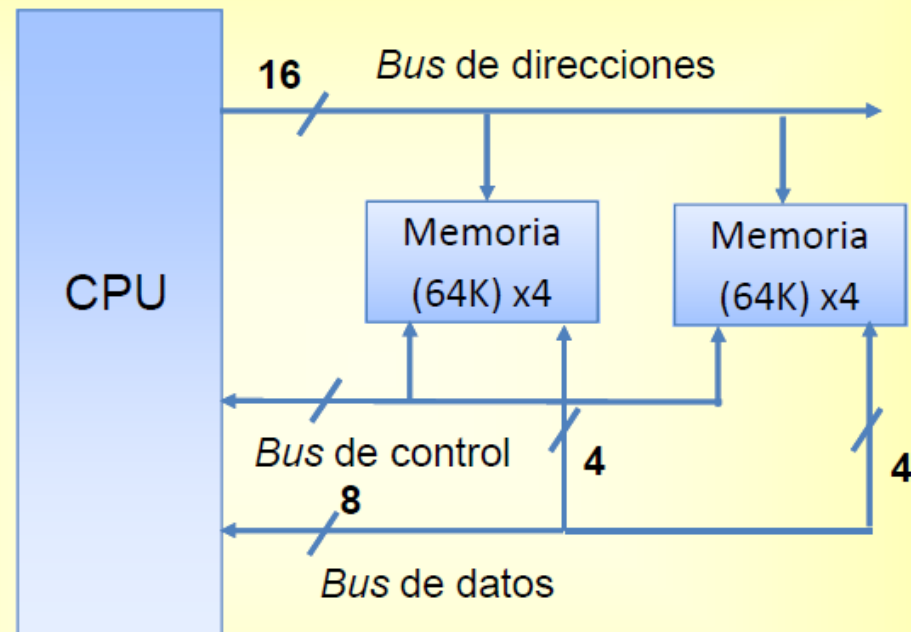 16
Bus de direcciones
CPU
Memoria
(64K) x4
Memoria
(64K) x4
Bus de control
4
4
8
Bus de datos